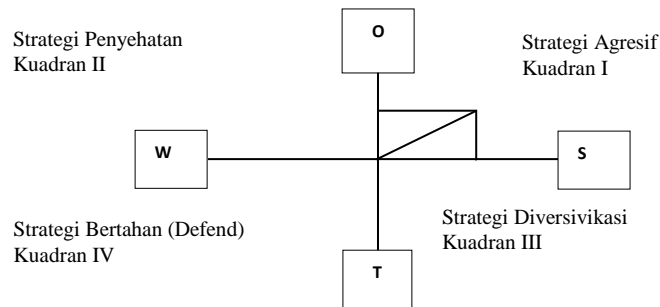 Strategi Penyehatan
Kuadran II
O
Strategi Agresif
Kuadran I
W
S
Strategi Bertahan (Defend)
Kuadran IV
Strategi Diversivikasi
Kuadran III
T